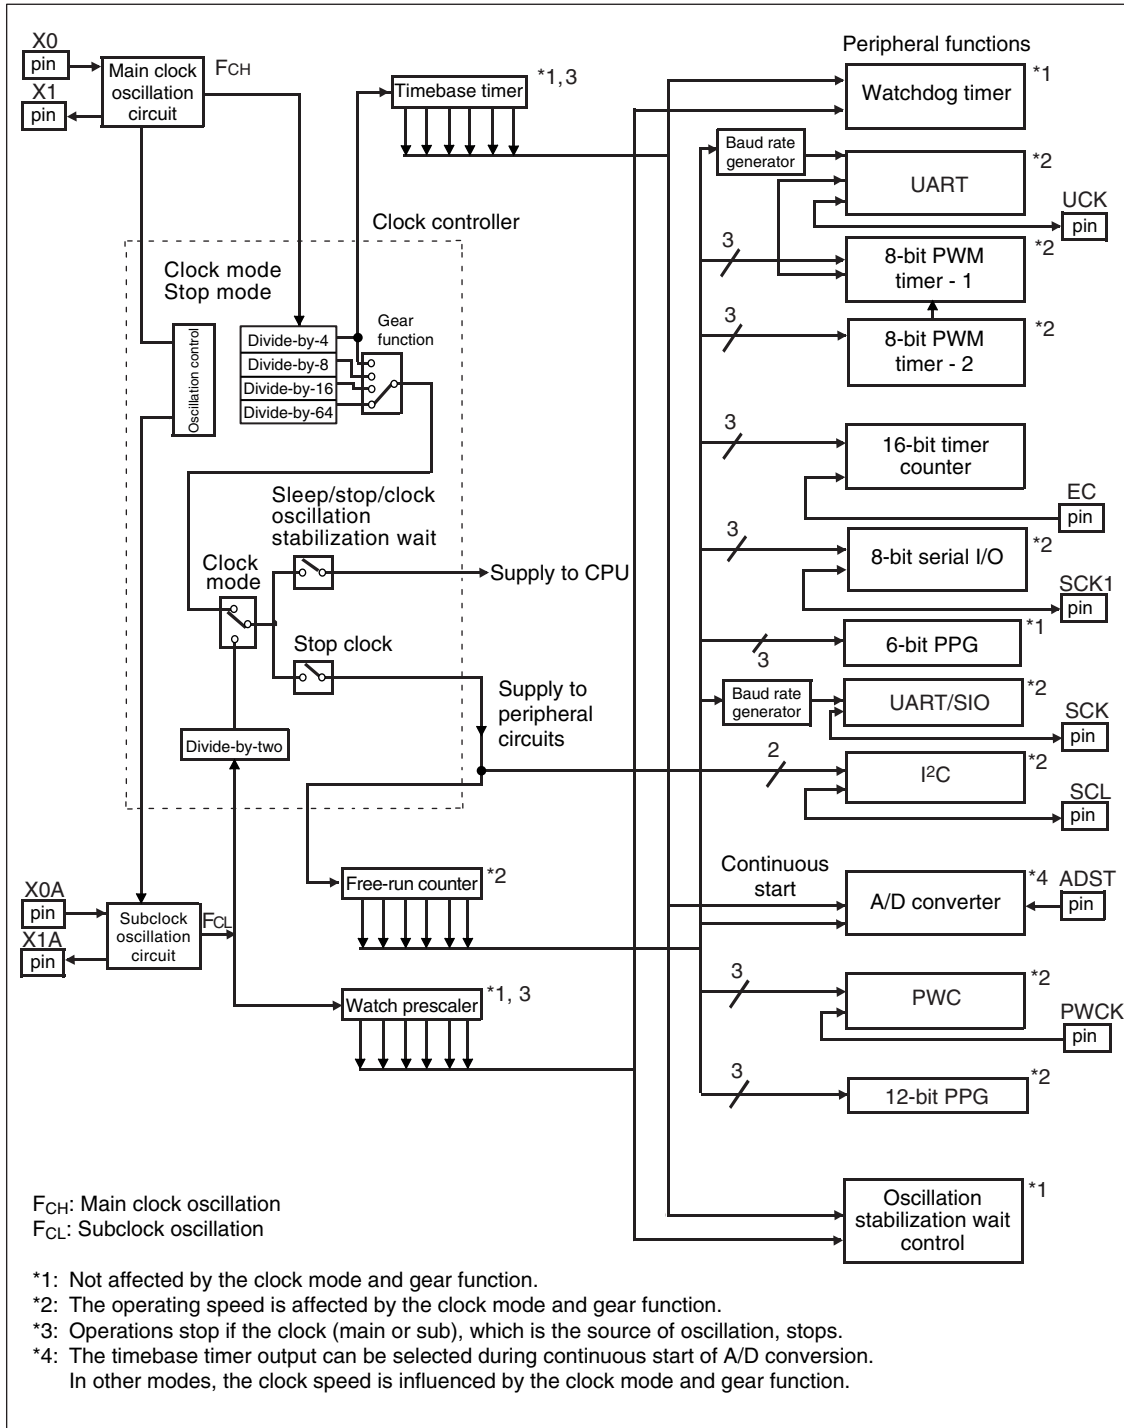 X0
pin
X1
pin
Main clock
oscillation
circuit
FCH
Timebase timer
*1, 3
Peripheral functions
Watchdog timer
*1
Baud rate
generator
UART
*2
UCK
pin
Clock controller
Clock mode
Stop mode
Oscillation control
Divide-by-4
Divide-by-8
Divide-by-16
Divide-by-64
Gear
function
3
8-bit PWM
timer - 1
*2
3
8-bit PWM
timer - 2
*2
3
16-bit timer
counter
EC
pin
Sleep/stop/clock
oscillation
stabilization wait
Clock
mode
Supply to CPU
3
8-bit serial I/O
*2
SCK1
pin
Stop clock
3
6-bit PPG
*1
Supply to
peripheral
circuits
Baud rate
generator
UART/SIO
*2
SCK
pin
Divide-by-two
2
I2C
*2
SCL
pin
X0A
pin
X1A
pin
Subclock
oscillation
circuit
FCL
Free-run counter
*2
Continuous
start
A/D converter
*4
ADST
pin
Watch prescaler
*1, 3
3
PWC
*2
PWCK
pin
3
12-bit PPG
*2
Oscillation
stabilization wait
control
*1
FCH: Main clock oscillation
FCL: Subclock oscillation
*1: Not affected by the clock mode and gear function.
*2: The operating speed is affected by the clock mode and gear function.
*3: Operations stop if the clock (main or sub), which is the source of oscillation, stops.
*4: The timebase timer output can be selected during continuous start of A/D conversion.
In other modes, the clock speed is influenced by the clock mode and gear function.